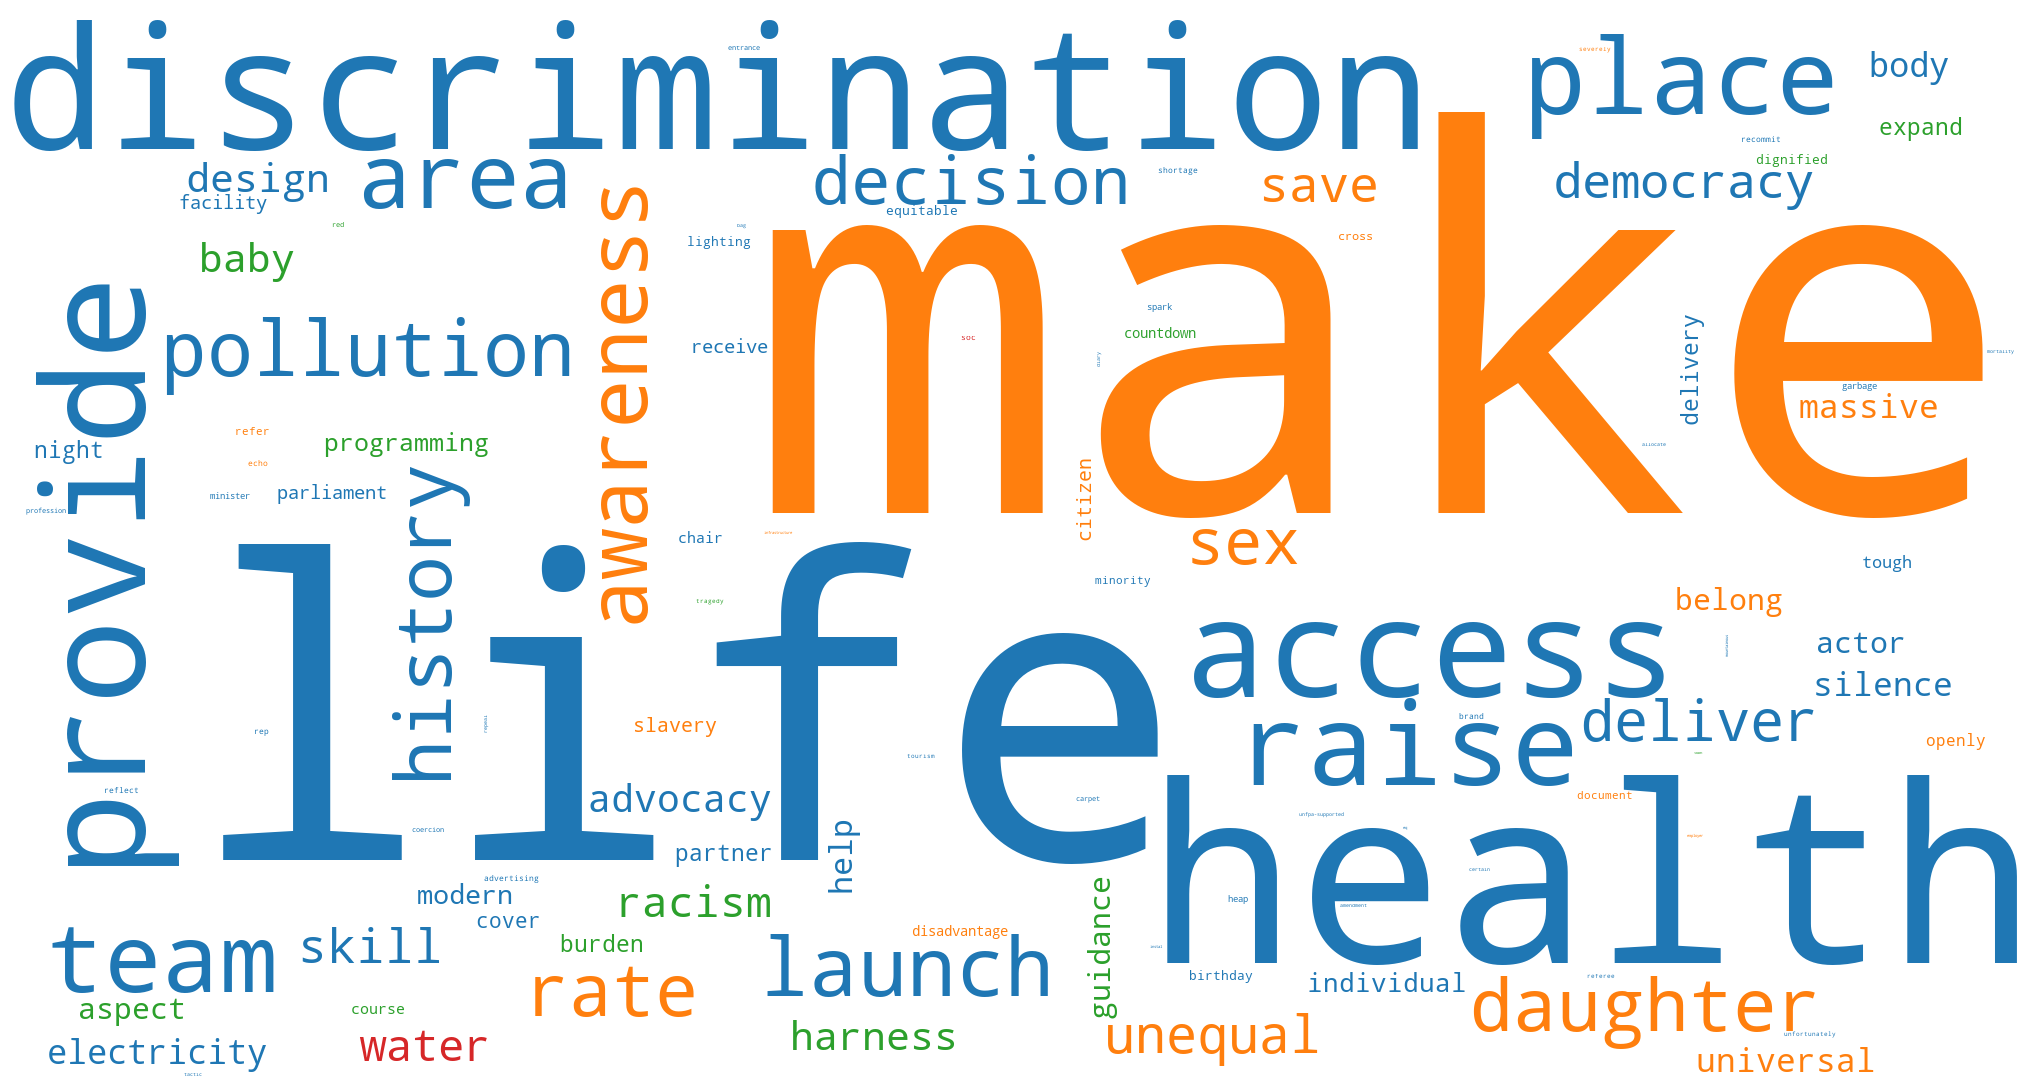 discrimination
entrance
place
severely
body
expand
recommit
dignified
design
area
decision
shortage
save
democracy
facility
equitable
red
awareness
lighting
cross
baby
make
provide
pollution
spark
countdown
soc
receive
diary
delivery
mortality
garbage
massive
night
refer
programming
echo
allocate
minister
parliament
history
citizen
profession
chair
infrastructure
sex
life
minority
tough
tragedy
belong
access
actor
silence
slavery
rep
brand
raise
deliver
openly
tourism
reflect
advocacy
carpet
health
document
unfpa-supported
coercion
help
partner
certain
advertising
modern
cover
racism
guidance
heap
amendment
disadvantage
team
skill
burden
launch
rate
birthday
individual
referee
daughter
aspect
course
water
harness
unequal
unfortunately
electricity
universal
tactic